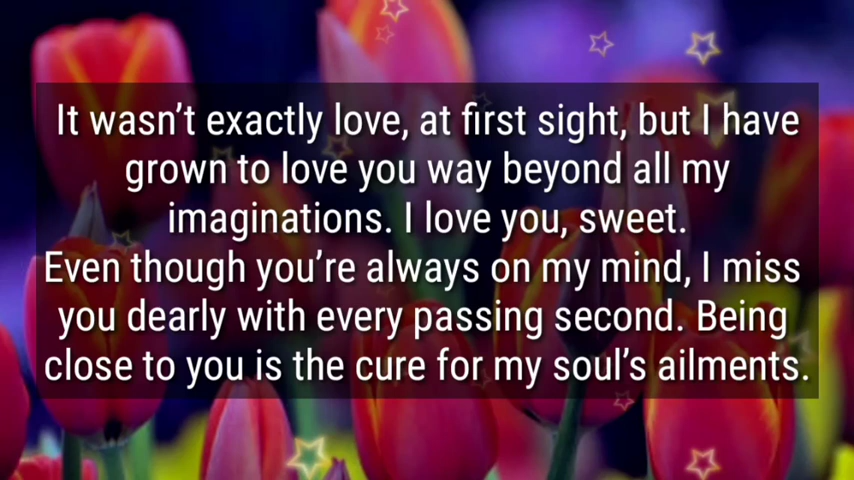 It wasn’t exactly love, at first sight, but I have
grown to love you way beyond all my
imaginations. I love you, sweet.
Even though you’re always on my mind, I miss
you dearly with every passing second. Being
close to you is the cure for my soul’s ailments.